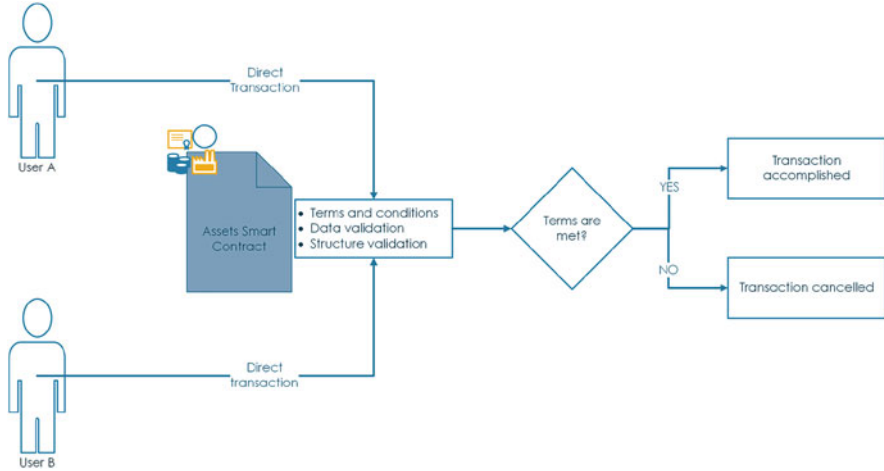 Direct
Transaction
User A
Assets Smart
Contract
• Terms and conditions
• Data validation
• Structure validation
Terms are
met?
YES
Transaction
accomplished
NO
Transaction cancelled
Direct
transaction
User B